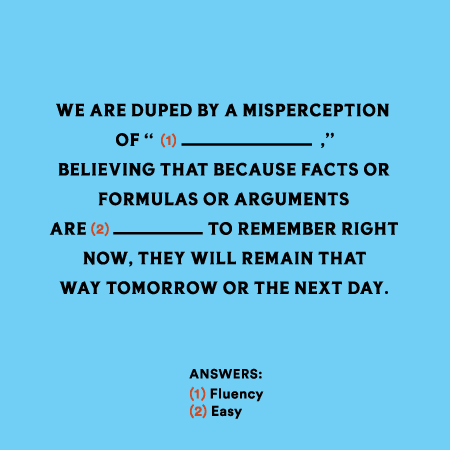 WE ARE DUPED BY A MISPERCEPTION
OF “ (1) ____________ ,”
BELIEVING THAT BECAUSE FACTS OR
FORMULAS OR ARGUMENTS
ARE (2) ________ TO REMEMBER RIGHT
NOW, THEY WILL REMAIN THAT
WAY TOMORROW OR THE NEXT DAY.
ANSWERS:
(1) Fluency
(2) Easy